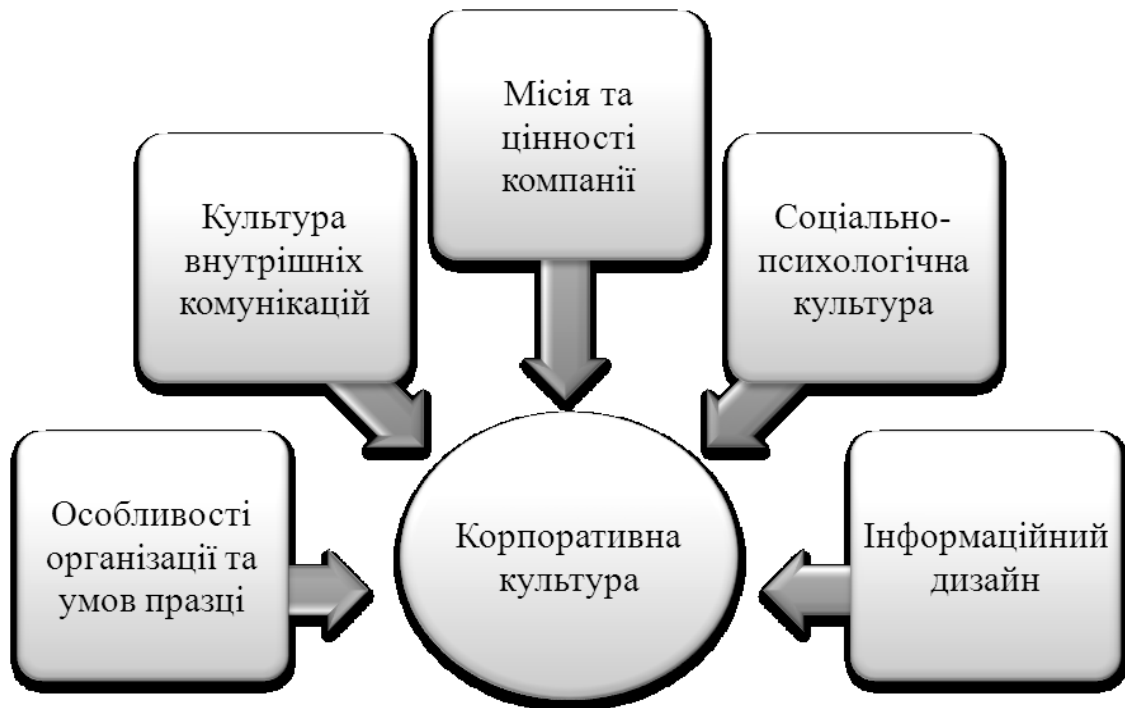 Місія та
цінності
компанії
Культура
внутрішніх
комунікацій
Соціально-
психологічна
культура
Особливості
організації та
умов празці
Корпоративна
культура
Інформаційний
дизайн